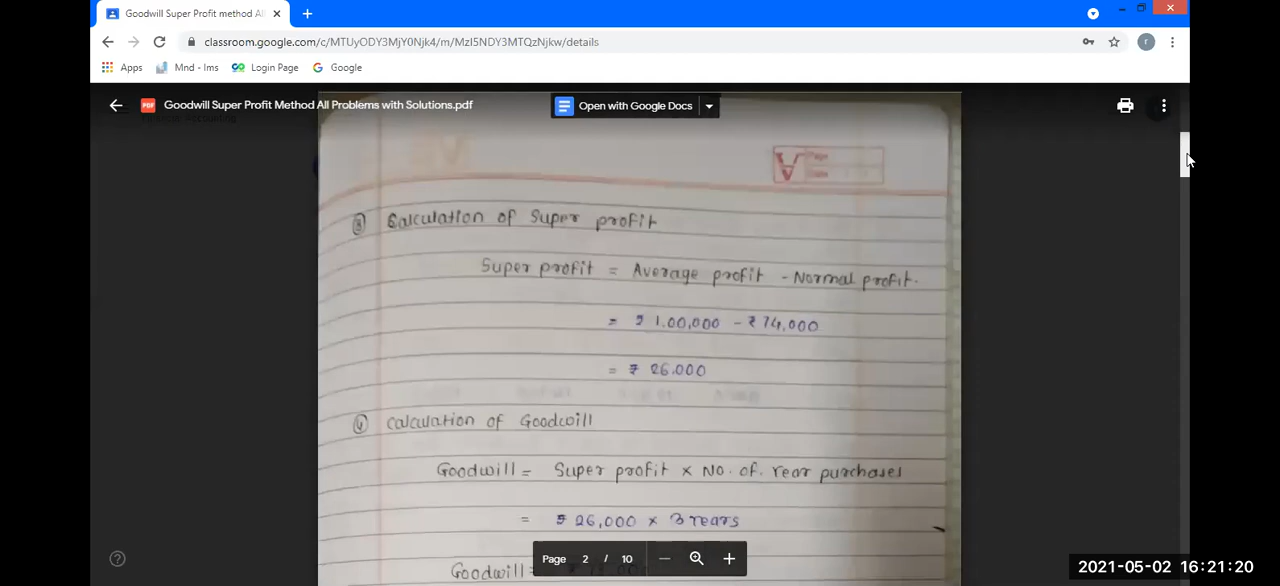 Goodwill Super Profit method All
classroom.google.com/c/MTUyODY3MjY0Njk4/m/MzI5NDY3MTQzNjkw/details
r
Apps Mnd - Ims Login Page Google
PDF Goodwill Super Profit Method All Problems with Solutions.pdf
Open with Google Docs
③ Calculation of Super profit
Super profit = Average profit - Normal profit.
= ₹ 1,00,000 - ₹ 74,000
= ₹ 26,000
④ Calculation of Goodwill
Goodwill = Super profit × No. of. Year purchases
= ₹ 26,000 × 3 Years
Goodwill =
Page 2 / 10
2021-05-02 16:21:20